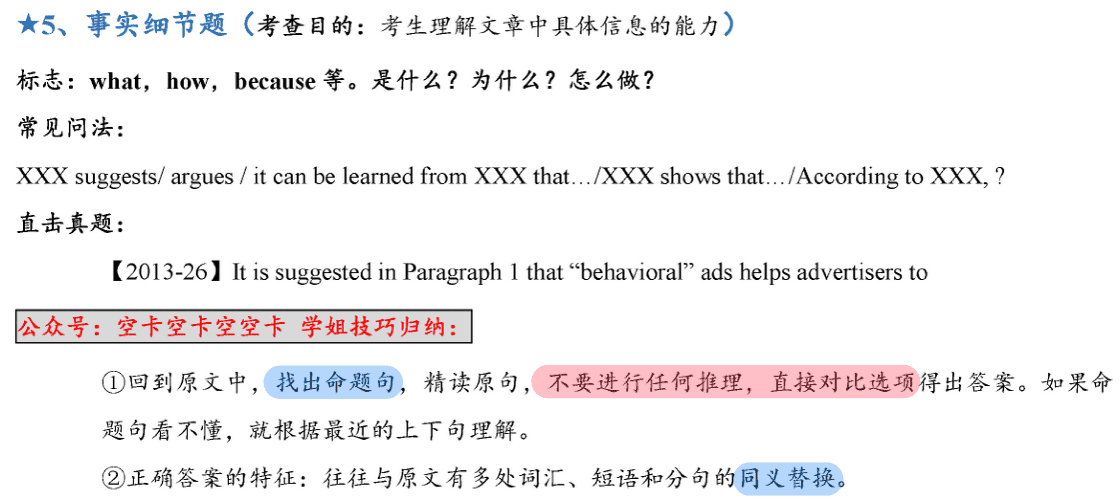 ★5、事实细节题（考查目的：考生理解文章中具体信息的能力）
标志：what，how，because 等。是什么？为什么？怎么做？
常见问法：
XXX suggests/ argues / it can be learned from XXX that…/XXX shows that…/According to XXX, ?
直击真题：
【2013-26】It is suggested in Paragraph 1 that “behavioral” ads helps advertisers to
公众号：空卡空卡空空卡 学姐技巧归纳：
①回到原文中，找出命题句，精读原句，不要进行任何推理，直接对比选项得出答案。如果命
题句看不懂，就根据最近的上下句理解。
②正确答案的特征：往往与原文有多处词汇、短语和分句的同义替换。